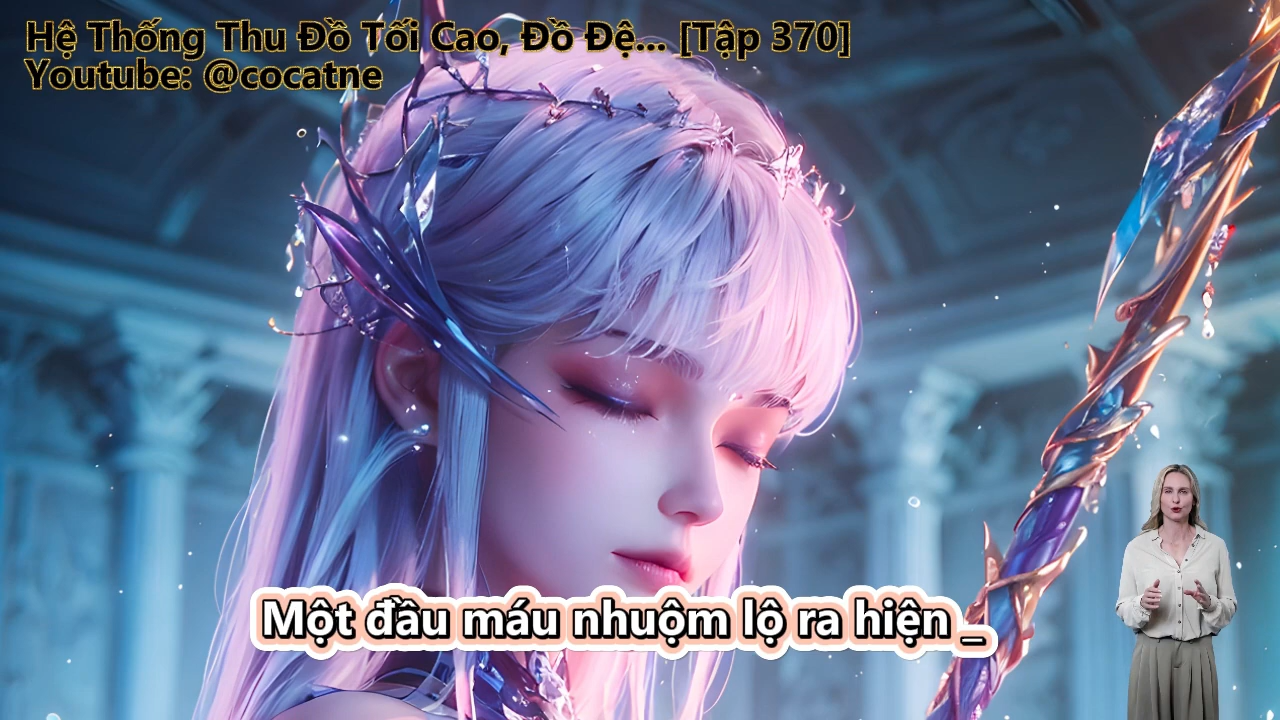 Hệ Thống Thu Đồ Tối Cao, Đồ Đệ... [Tập 370]
Youtube: @cocatne
Một đầu máu nhuộm lộ ra hiện _